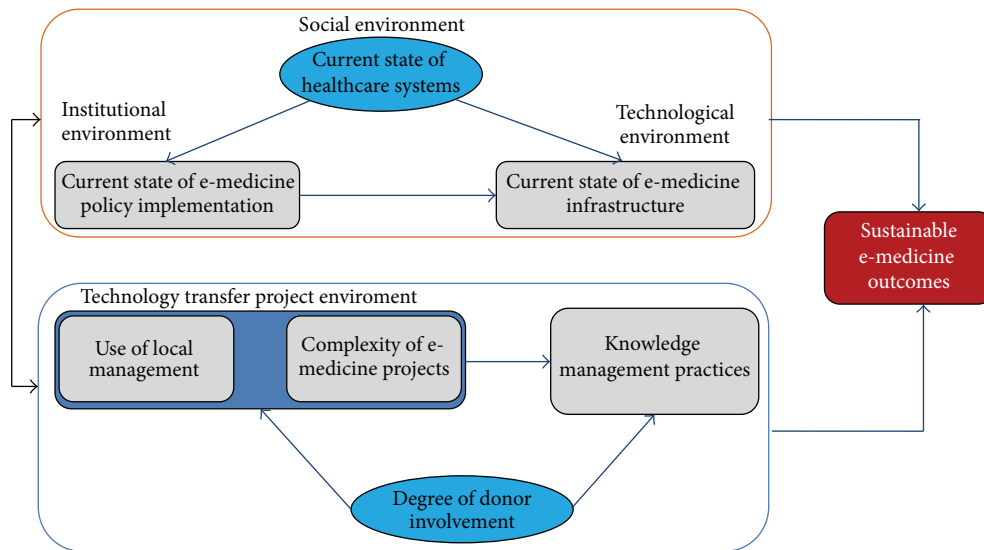 Social environment
Current state of
healthcare systems
Institutional
environment
Technological
environment
Current state of e-medicine
policy implementation
Current state of e-medicine
infrastructure
Sustainable
e-medicine
outcomes
Technology transfer project enviroment
Use of local
management
Complexity of e-
medicine projects
Knowledge
management practices
Degree of donor
involvement